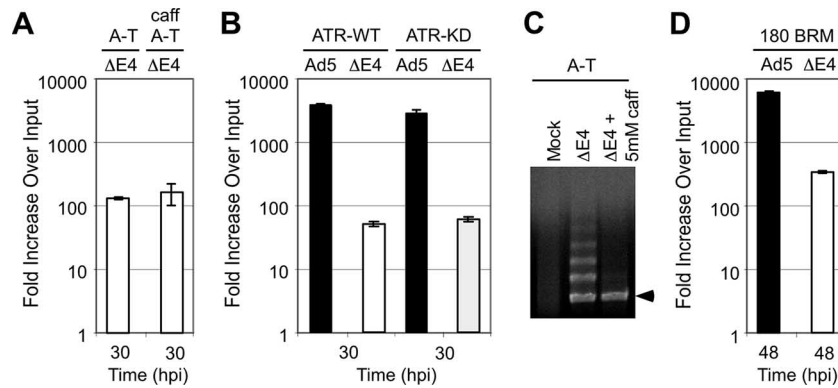 A
caff
A-T A-T
ΔE4 ΔE4
Fold Increase Over Input
10000
1000
100
10
1
30 30
Time (hpi)
B
ATR-WT ATR-KD
Ad5 ΔE4 Ad5 ΔE4
Fold Increase Over Input
10000
1000
100
10
1
30 30
Time (hpi)
C
A-T
Mock
ΔE4
ΔE4 +
5mM caff
D
180 BRM
Ad5 ΔE4
Fold Increase Over Input
10000
1000
100
10
1
48 48
Time (hpi)